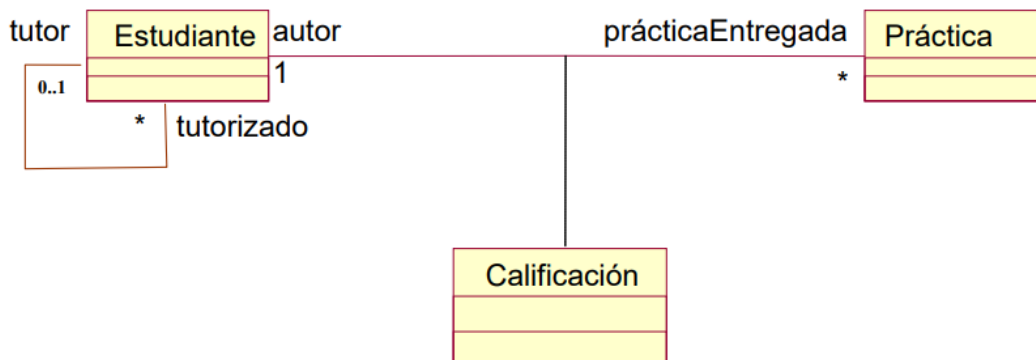 tutor
Estudiante
autor
prácticaEntregada
Práctica
0..1
1
*
*
tutorizado
Calificación